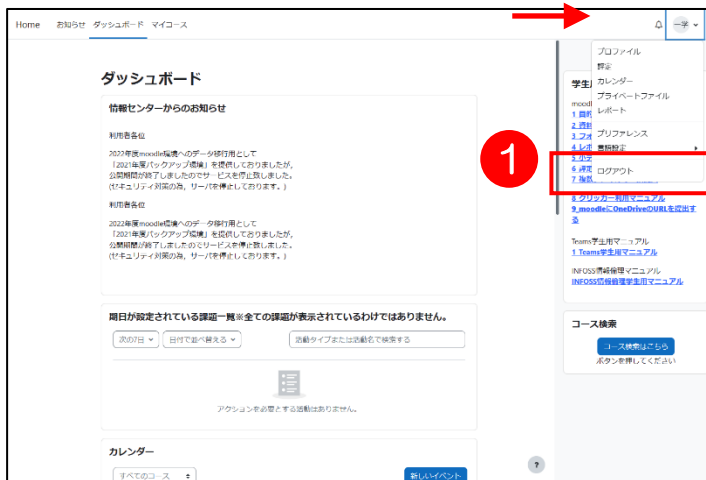 Home お知らせ ダッシュボード マイコース
一学
プロファイル
評定
カレンダー
プライベートファイル
レポート
プリファレンス
言語設定
ログアウト
1
ダッシュボード
情報センターからのお知らせ
利用者各位
2022年度moodle環境へのデータ移行用として
「2021年度バックアップ環境」を提供しておりましたが,
公開期間が終了しましたのでサービスを停止致しました。
(セキュリティ対策の為, サーバを停止しております。)
利用者各位
2022年度moodle環境へのデータ移行用として
「2021年度バックアップ環境」を提供しておりましたが,
公開期間が終了しましたのでサービスを停止致しました。
(セキュリティ対策の為, サーバを停止しております。)
期日が設定されている課題一覧※全ての課題が表示されているわけではありません。
次の7日 日付で並べ替える 活動タイプまたは活動名で検索する
アクションを必要とする活動はありません。
カレンダー
すべてのコース 新しいイベント
8 クリッカー利用マニュアル
9_moodleにOneDriveのURLを提出す
る
Teams学生用マニュアル
1 Teams学生用マニュアル
INFOSS情報倫理マニュアル
INFOSS情報倫理学生用マニュアル
コース検索
コース検索はこちら
ボタンを押してください
?